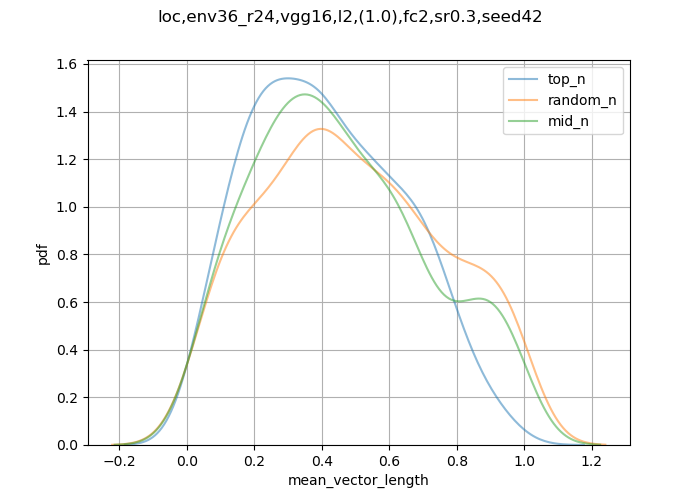 loc,env36_r24,vgg16,l2,(1.0),fc2,sr0.3,seed42
1.6
1.4
1.2
1.0
0.8
0.6
0.4
0.2
0.0
pdf
top_n
random_n
mid_n
−0.2 0.0 0.2 0.4 0.6 0.8 1.0 1.2
mean_vector_length